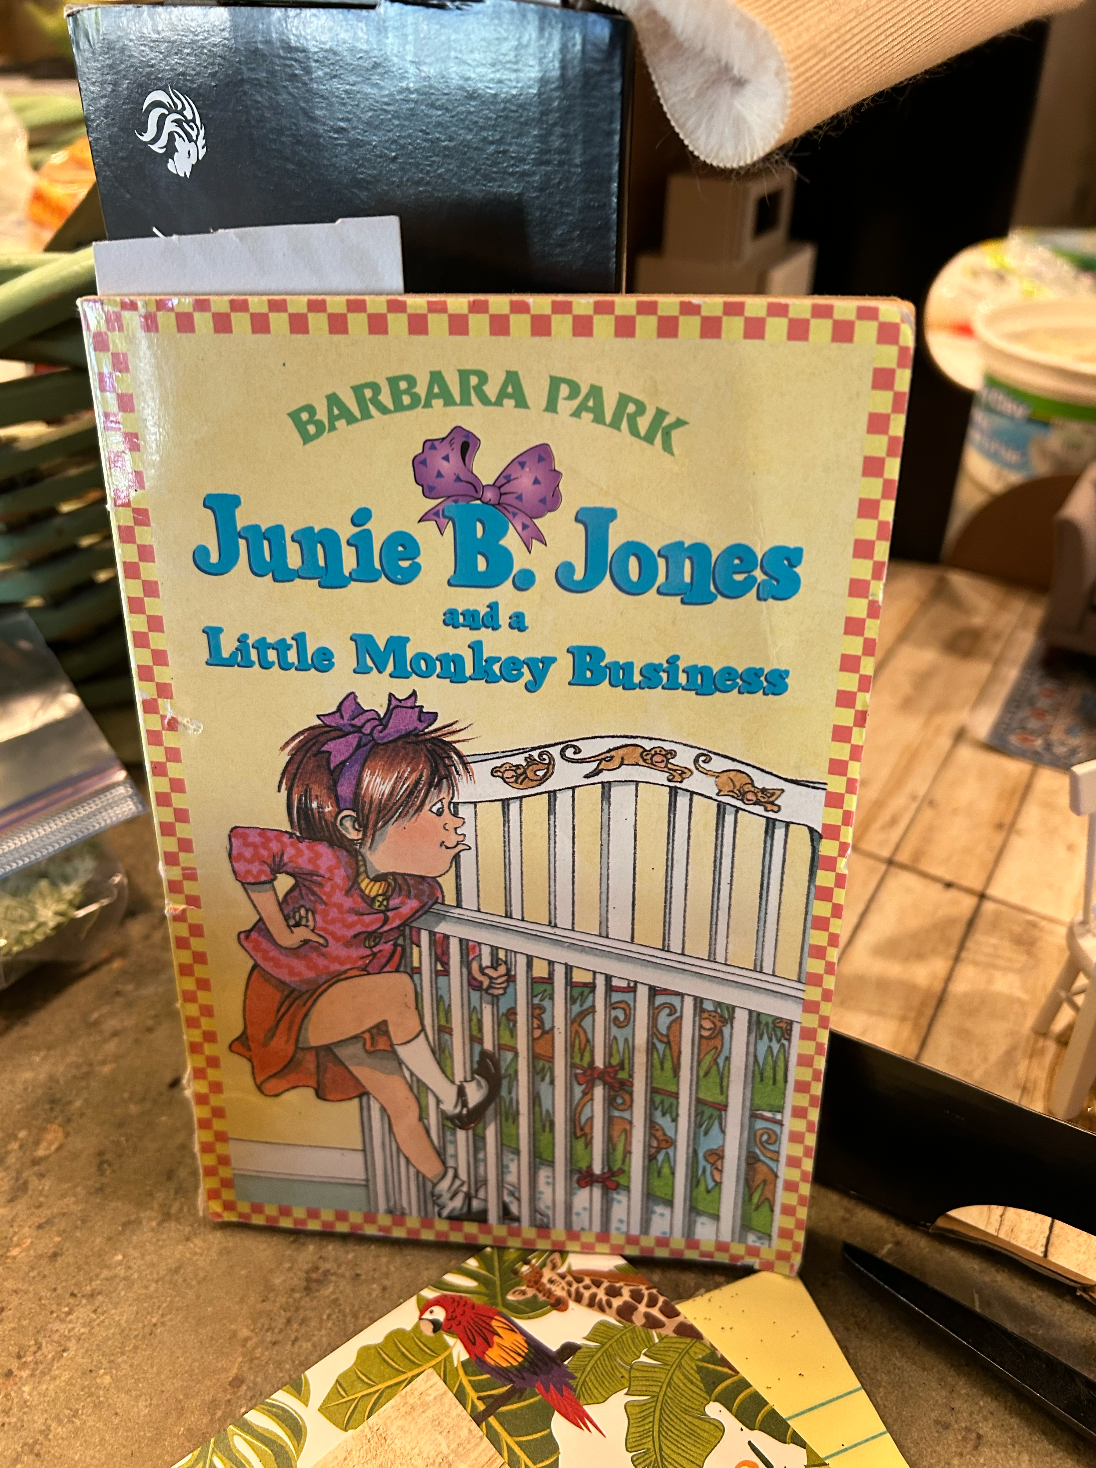 BARBARA PARK
Junie B. Jones
and a
Little Monkey Business